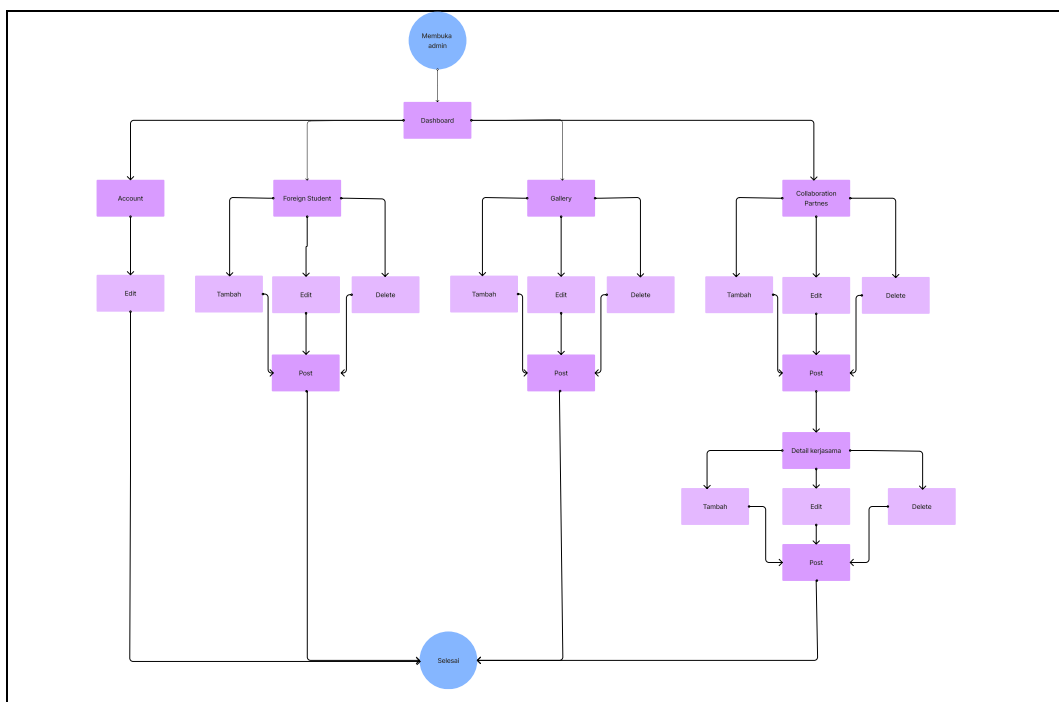 Membuka
admin
Dashboard
Account
Foreign Student
Gallery
Collaboration
Partnes
Edit
Tambah
Edit
Delete
Tambah
Edit
Delete
Tambah
Edit
Delete
Post
Post
Post
Detail kerjasama
Tambah
Edit
Delete
Post
Selesai